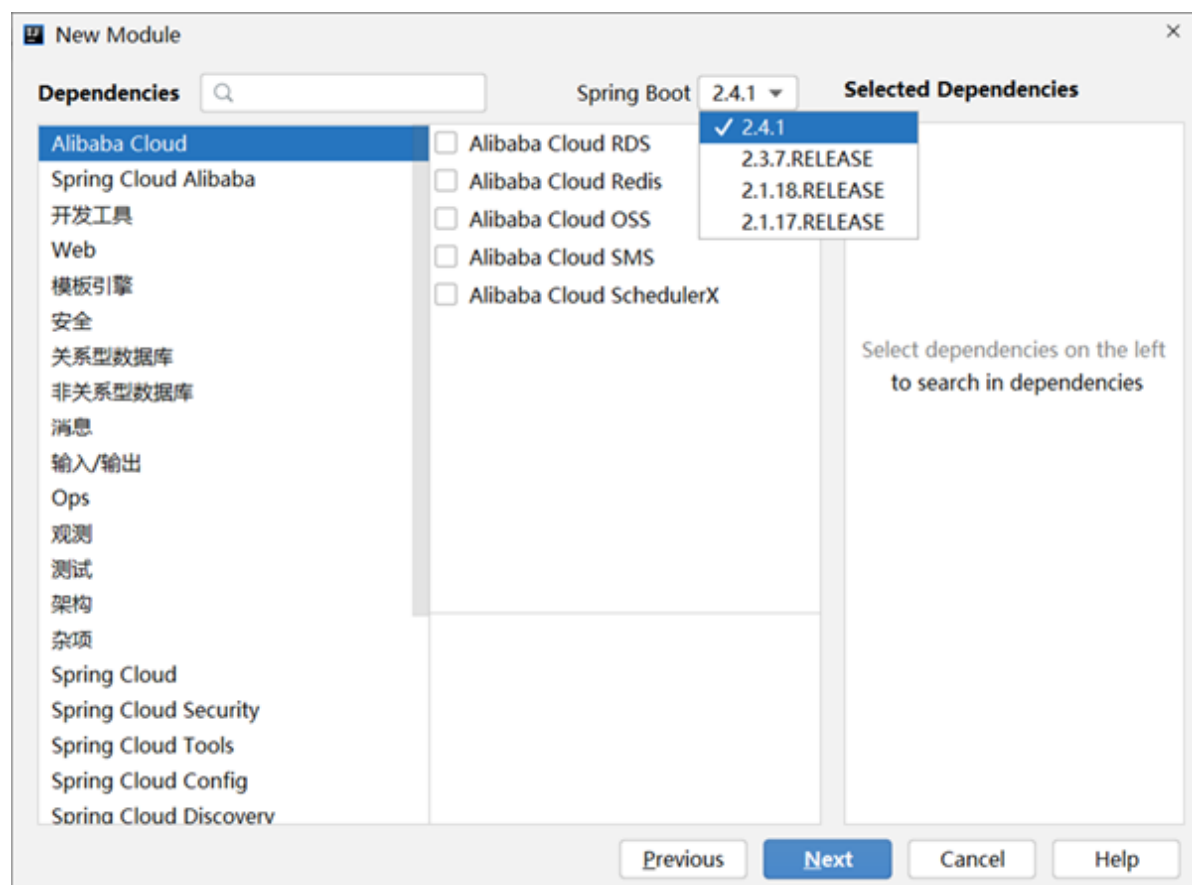 New Module
Dependencies
Spring Boot 2.4.1
Selected Dependencies
Alibaba Cloud
Spring Cloud Alibaba
开发工具
Web
模板引擎
安全
关系型数据库
非关系型数据库
消息
输入/输出
Ops
观测
测试
架构
杂项
Spring Cloud
Spring Cloud Security
Spring Cloud Tools
Spring Cloud Config
Spring Cloud Discovery
Alibaba Cloud RDS
Alibaba Cloud Redis
Alibaba Cloud OSS
Alibaba Cloud SMS
Alibaba Cloud SchedulerX
2.4.1
2.3.7.RELEASE
2.1.18.RELEASE
2.1.17.RELEASE
Select dependencies on the left
to search in dependencies
Previous
Next
Cancel
Help